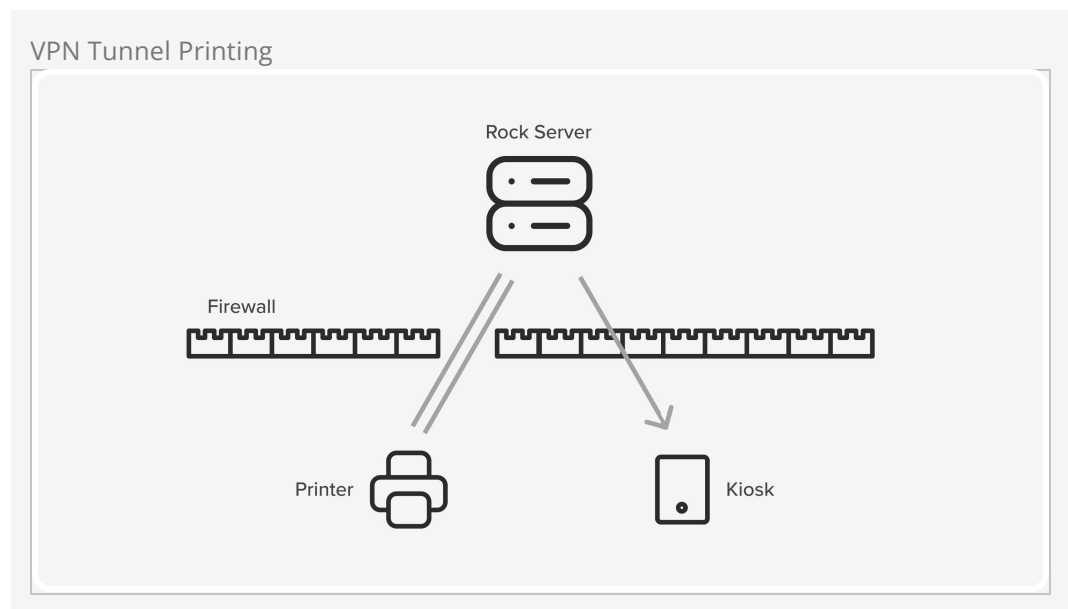 VPN Tunnel Printing
Rock Server
Firewall
Printer
Kiosk